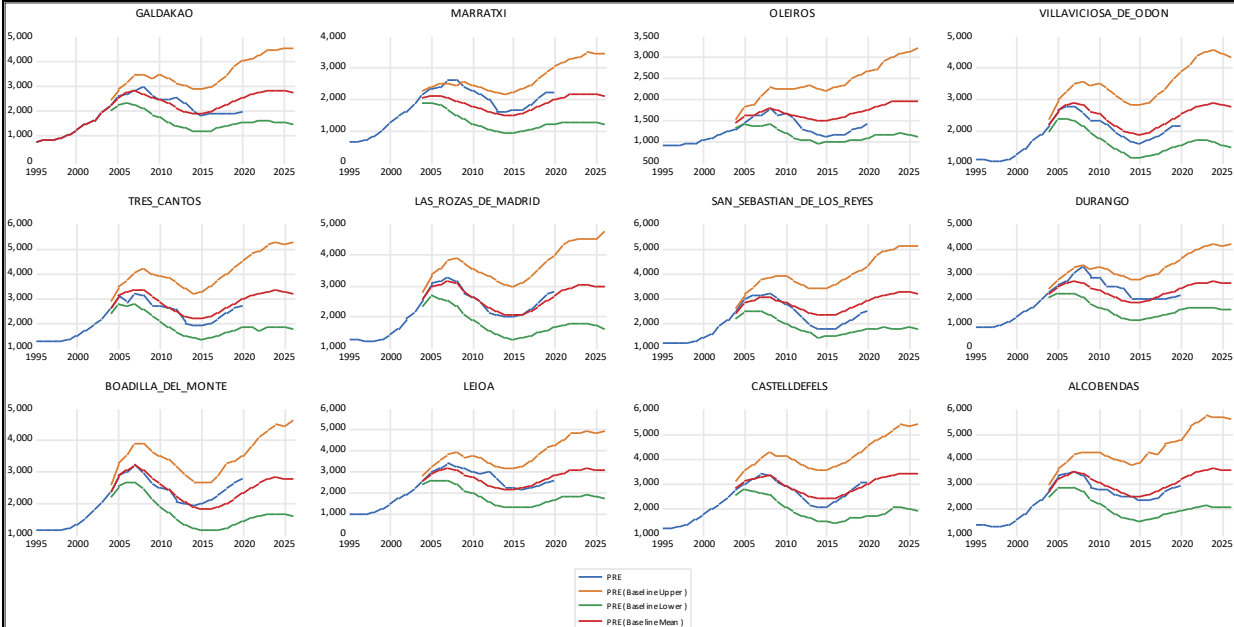 GALDAKAO MARRATXI OLEIROS VILLAVICIOSA_DE_ODON
5,000 4,000 3,500 5,000
4,000 3,000 3,000 4,000
3,000 2,000 2,500 3,000
2,000 1,000 2,000 2,000
1,000 0 1,500 1,000
0 1,000
500
1995 2000 2005 2010 2015 2020 2025 1995 2000 2005 2010 2015 2020 2025 1995 2000 2005 2010 2015 2020 2025 1995 2000 2005 2010 2015 2020 2025
TRES_CANTOS LAS_ROZAS_DE_MADRID SAN_SEBASTIAN_DE_LOS_REYES DURANGO
6,000 5,000 6,000 5,000
5,000 4,000 5,000 4,000
4,000 3,000 4,000 3,000
3,000 2,000 3,000 2,000
2,000 1,000 2,000 1,000
1,000 1,000 0
1995 2000 2005 2010 2015 2020 2025 1995 2000 2005 2010 2015 2020 2025 1995 2000 2005 2010 2015 2020 2025 1995 2000 2005 2010 2015 2020 2025
BOADILLA_DEL_MONTE LEIOA CASTELLDEFELS ALCOBENDAS
5,000 6,000 6,000 6,000
4,000 5,000 5,000 5,000
3,000 4,000 4,000 4,000
2,000 3,000 3,000 3,000
1,000 2,000 2,000 2,000
1,000 1,000 1,000
0
1995 2000 2005 2010 2015 2020 2025 1995 2000 2005 2010 2015 2020 2025 1995 2000 2005 2010 2015 2020 2025 1995 2000 2005 2010 2015 2020 2025
PRE
PRE (Baseline Upper)
PRE (Baseline Lower)
PRE (Baseline Mean)